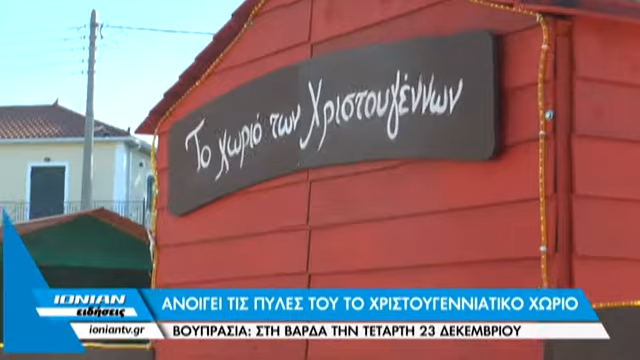 Το χωριό των Χριστουγέννων
IONIAN
ειδήσεις
ioniantv.gr
ΑΝΟΙΓΕΙ ΤΙΣ ΠΥΛΕΣ ΤΟΥ ΤΟ ΧΡΙΣΤΟΥΓΕΝΝΙΑΤΙΚΟ ΧΩΡΙΟ
ΒΟΥΠΡΑΣΙΑ: ΣΤΗ ΒΑΡΔΑ ΤΗΝ ΤΕΤΑΡΤΗ 23 ΔΕΚΕΜΒΡΙΟΥ